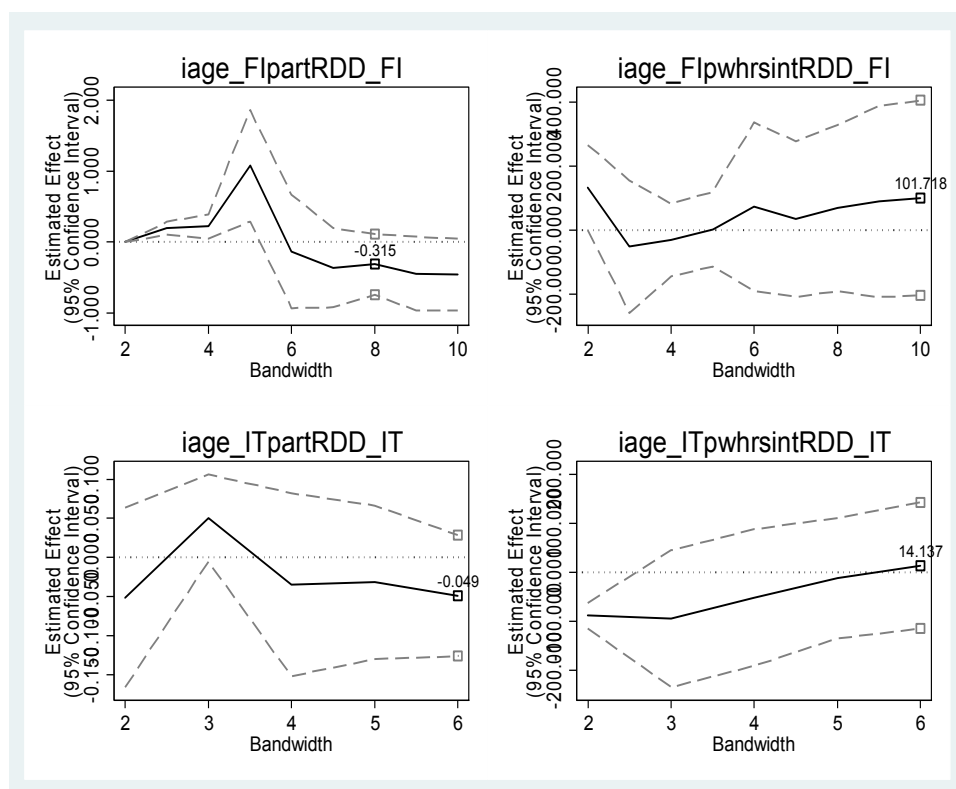 iage_FIpartRDD_FI
Estimated Effect
(95% Confidence Interval)
-1.000 0.000 1.000 2.000
-0.315
2 4 6 8 10
Bandwidth
iage_FIpwhrsintRDD_FI
Estimated Effect
(95% Confidence Interval)
101.718
2 4 6 8 10
Bandwidth
iage_ITpartRDD_IT
Estimated Effect
(95% Confidence Interval)
-0.049
2 3 4 5 6
Bandwidth
iage_ITpwhrsintRDD_IT
Estimated Effect
(95% Confidence Interval)
14.137
2 3 4 5 6
Bandwidth